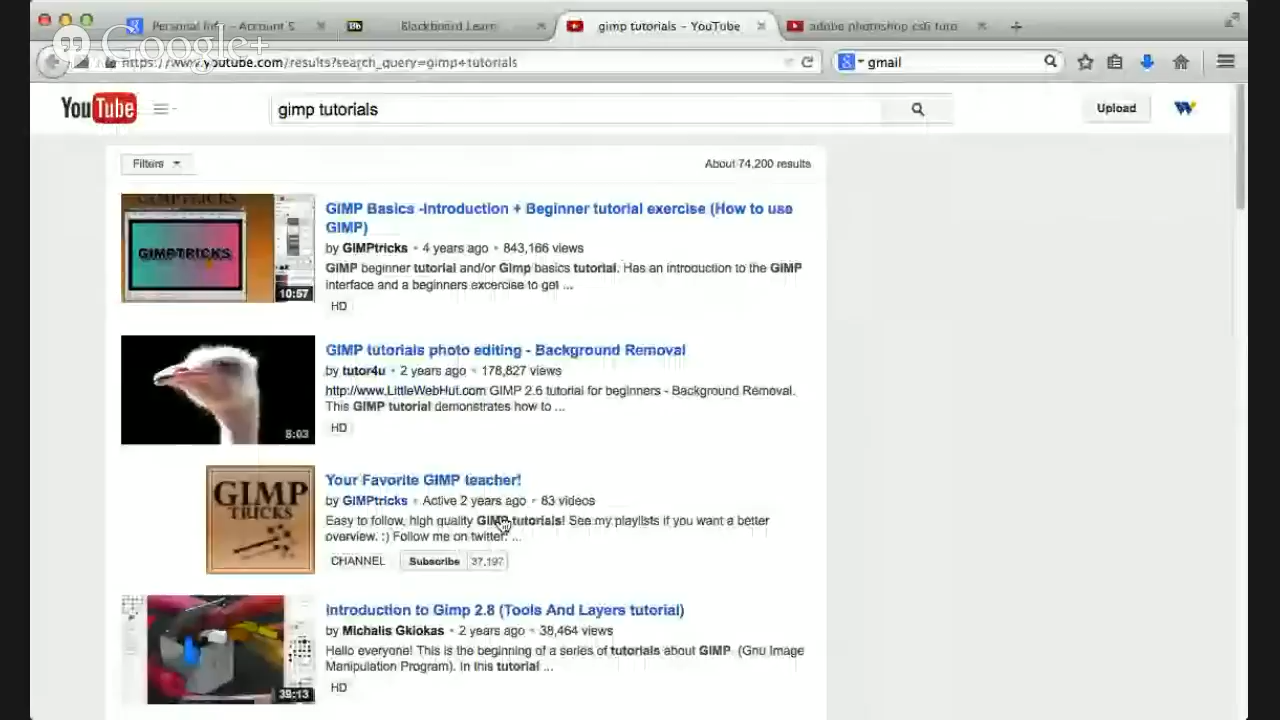 Google+
Personal Info - Account S
Bb
Blackboard Learn
gimp tutorials - YouTube
adobe photoshop cs6 tuto
https://www.youtube.com/results?search_query=gimp+tutorials
gmail
YouTube
gimp tutorials
Upload
Filters
About 74,200 results
GIMPTRICKS
GIMPTRICKS
10:57
GIMP Basics -Introduction + Beginner tutorial exercise (How to use
GIMP)
by GIMPtricks • 4 years ago • 843,166 views
GIMP beginner tutorial and/or Gimp basics tutorial. Has an introduction to the GIMP
interface and a beginners excercise to get ...
HD
GIMP tutorials photo editing - Background Removal
by tutor4u • 2 years ago • 178,827 views
http://www.LittleWebHut.com GIMP 2.6 tutorial for beginners - Background Removal.
This GIMP tutorial demonstrates how to ...
HD
8:03
GIMP
TRICKS
Your Favorite GIMP teacher!
by GIMPtricks • Active 2 years ago • 83 videos
Easy to follow, high quality GIMP tutorials! See my playlists if you want a better
overview. :) Follow me on twitter: ...
CHANNEL
Subscribe 37,197
39:13
Introduction to Gimp 2.8 (Tools And Layers tutorial)
by Michalis Gkiokas • 2 years ago • 38,464 views
Hello everyone! This is the beginning of a series of tutorials about GIMP (Gnu Image
Manipulation Program). In this tutorial ...
HD